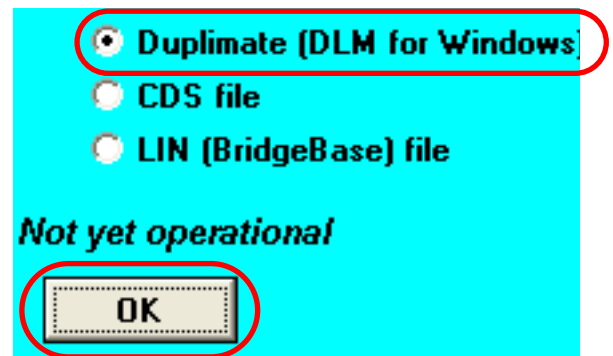 Duplimate (DLM for Windows)
CDS file
LIN (BridgeBase) file
Not yet operational
OK